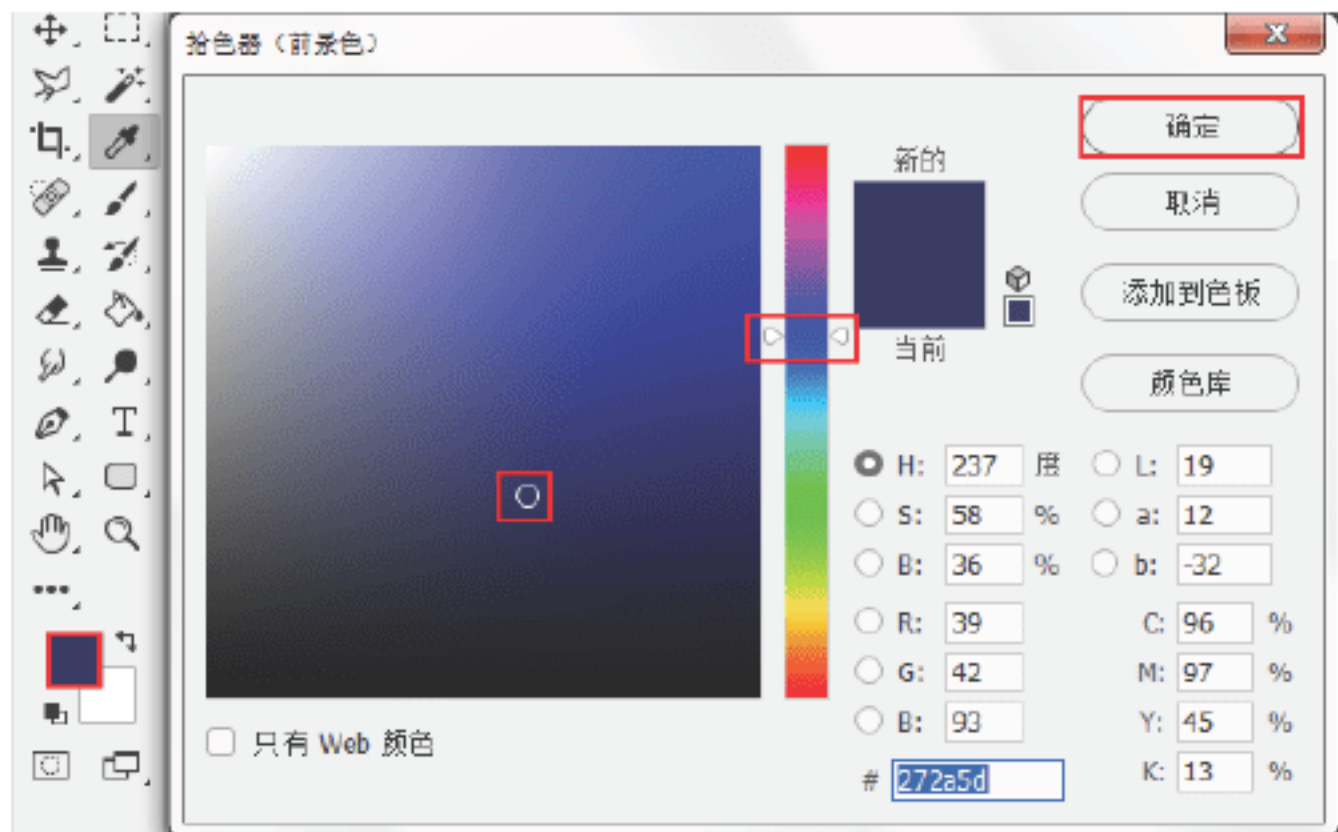 拾色器（前景色）
确定
新的
取消
添加到色板
当前
颜色库
H: 237 度
L: 19
S: 58 %
a: 12
B: 36 %
b: -32
R: 39
C: 96 %
G: 42
M: 97 %
B: 93
Y: 45 %
只有 Web 颜色
# 272a5d
K: 13 %
T